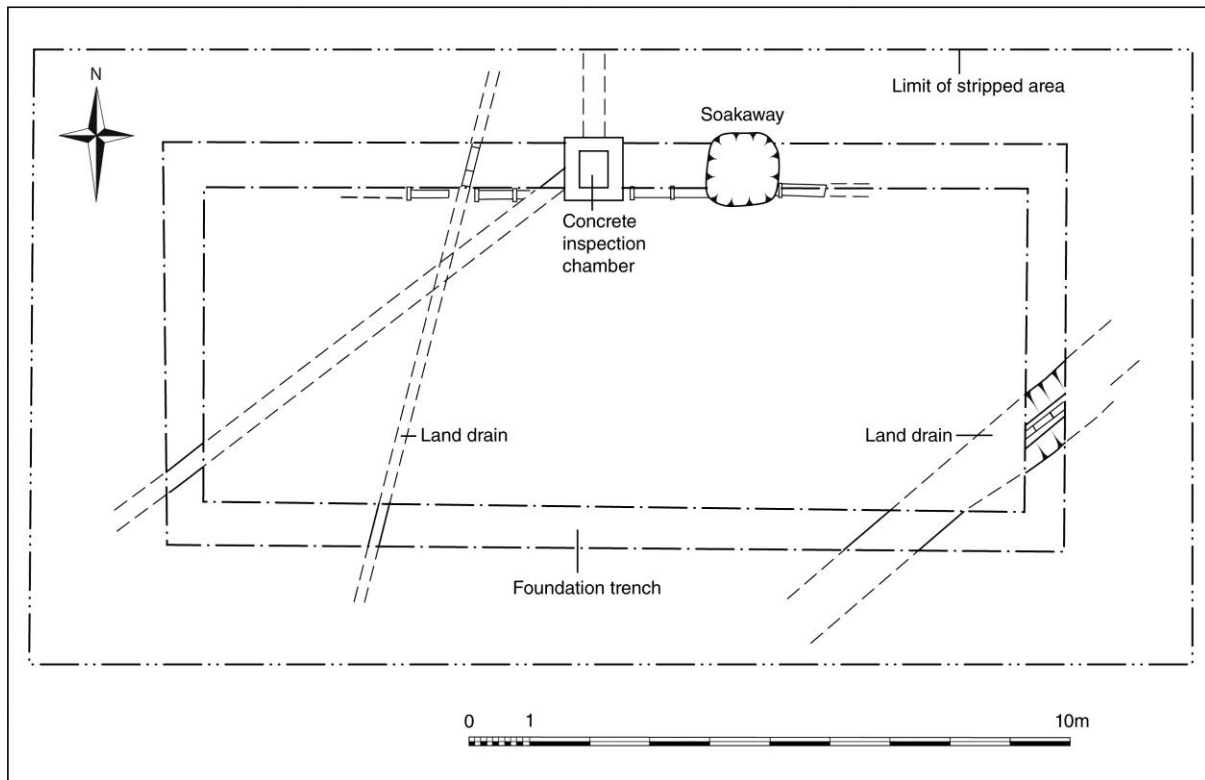 N
Limit of stripped area
Soakaway
Concrete
inspection
chamber
Land drain
Land drain
Foundation trench
0 1 10m